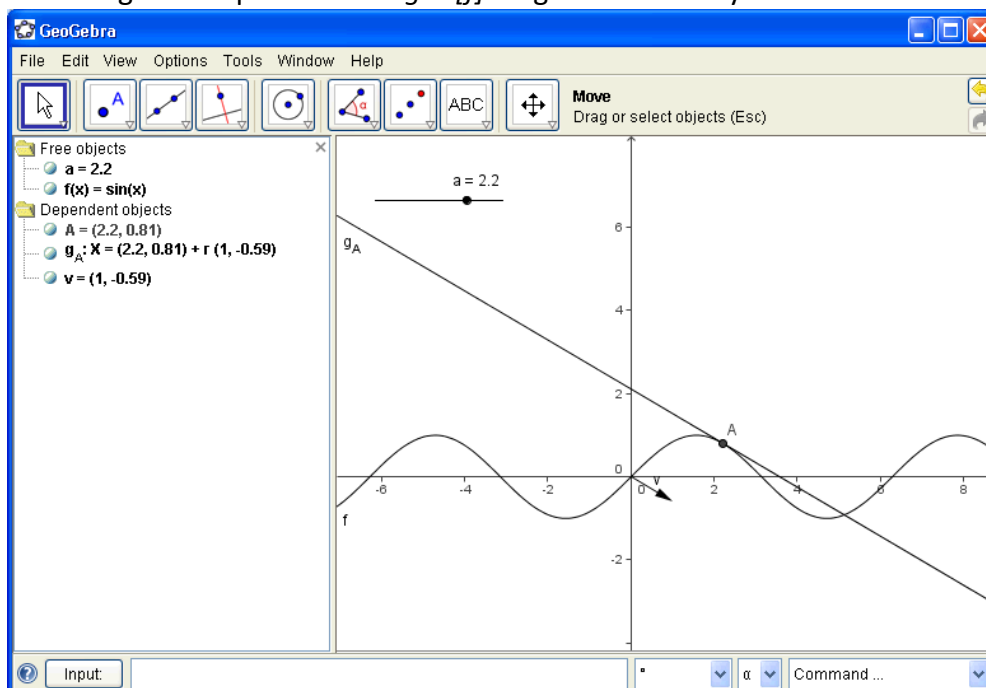 GeoGebra
File Edit View Options Tools Window Help
A
α
ABC
Move
Drag or select objects (Esc)
Free objects
a = 2.2
f(x) = sin(x)
Dependent objects
A = (2.2, 0.81)
g_A: X = (2.2, 0.81) + r (1, -0.59)
v = (1, -0.59)
a = 2.2
g_A
6
4
2
A
0
v
-6 -4 -2 0 2 4 6 8
f
-2
Input:
° α Command ...